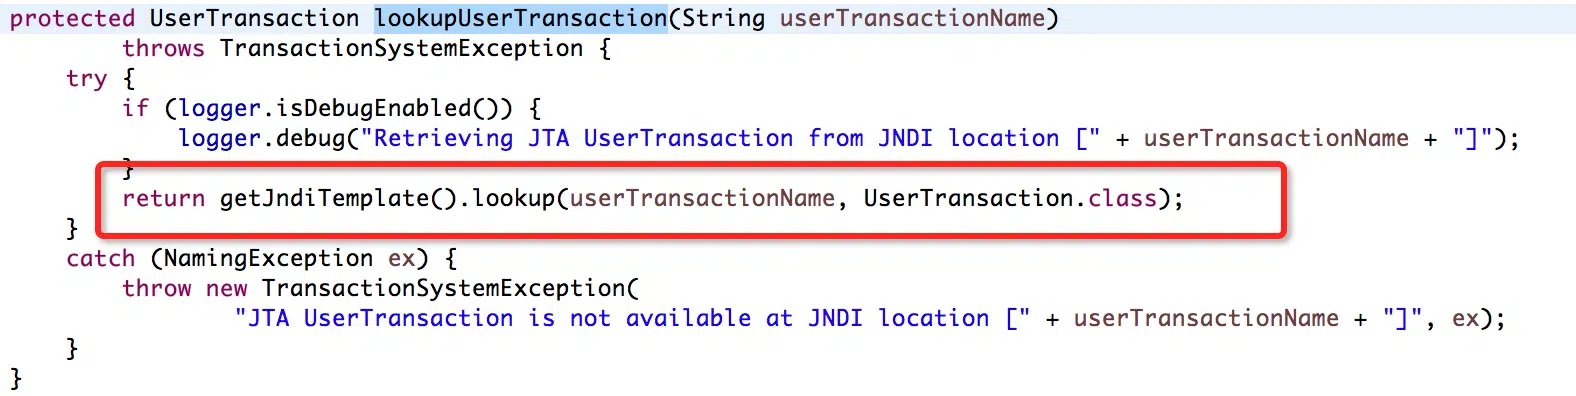 protected UserTransaction lookupUserTransaction(String userTransactionName)
        throws TransactionSystemException {
    try {
        if (logger.isDebugEnabled()) {
            logger.debug("Retrieving JTA UserTransaction from JNDI location [" + userTransactionName + "]");
        }
        return getJndiTemplate().lookup(userTransactionName, UserTransaction.class);
    }
    catch (NamingException ex) {
        throw new TransactionSystemException(
                "JTA UserTransaction is not available at JNDI location [" + userTransactionName + "]", ex);
    }
}